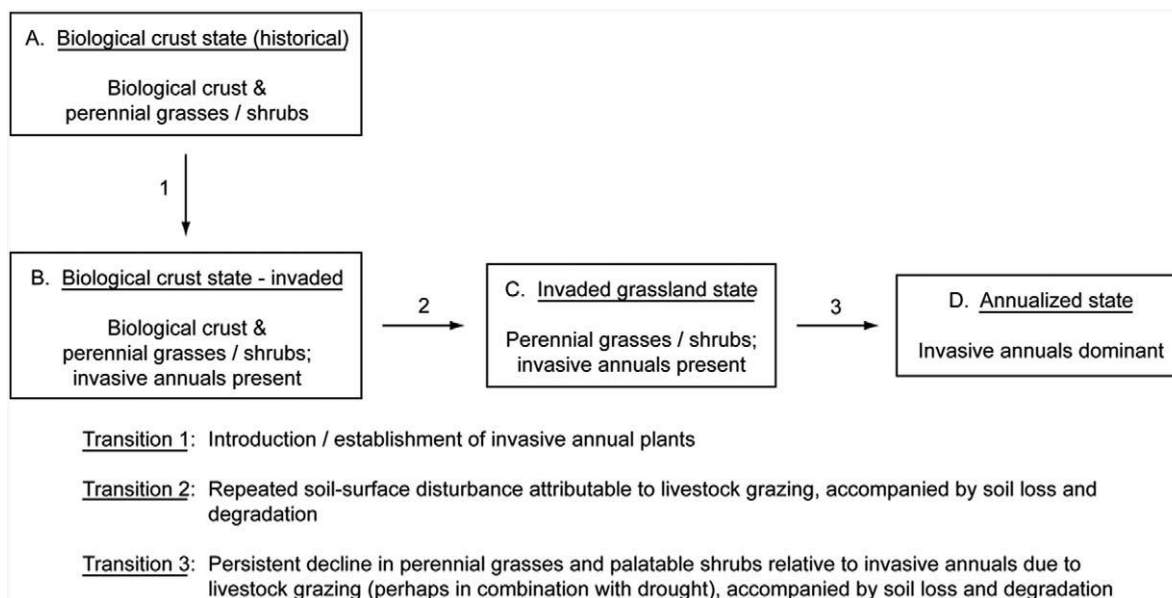 A. Biological crust state (historical)
Biological crust &
perennial grasses / shrubs
1
B. Biological crust state - invaded
Biological crust &
perennial grasses / shrubs;
invasive annuals present
2
C. Invaded grassland state
Perennial grasses / shrubs;
invasive annuals present
3
D. Annualized state
Invasive annuals dominant
Transition 1: Introduction / establishment of invasive annual plants
Transition 2: Repeated soil-surface disturbance attributable to livestock grazing, accompanied by soil loss and
degradation
Transition 3: Persistent decline in perennial grasses and palatable shrubs relative to invasive annuals due to
livestock grazing (perhaps in combination with drought), accompanied by soil loss and degradation